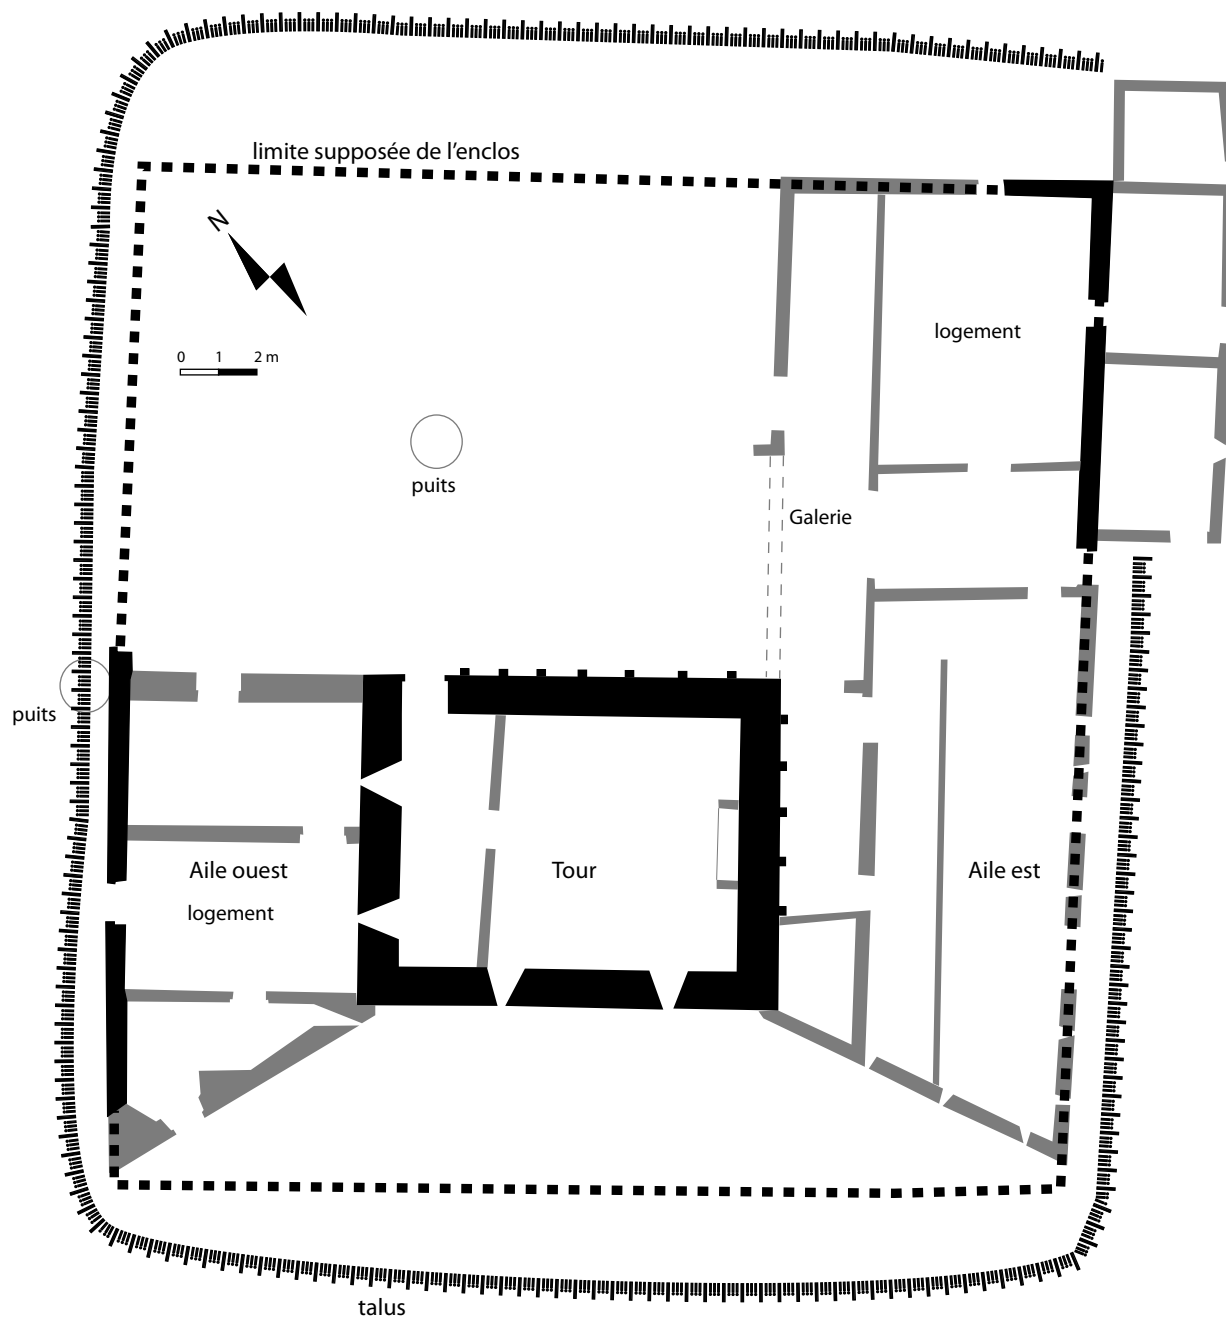 limite supposée de l'enclos
N
0 1 2 m
logement
puits
Galerie
puits
Aile ouest
logement
Tour
Aile est
talus